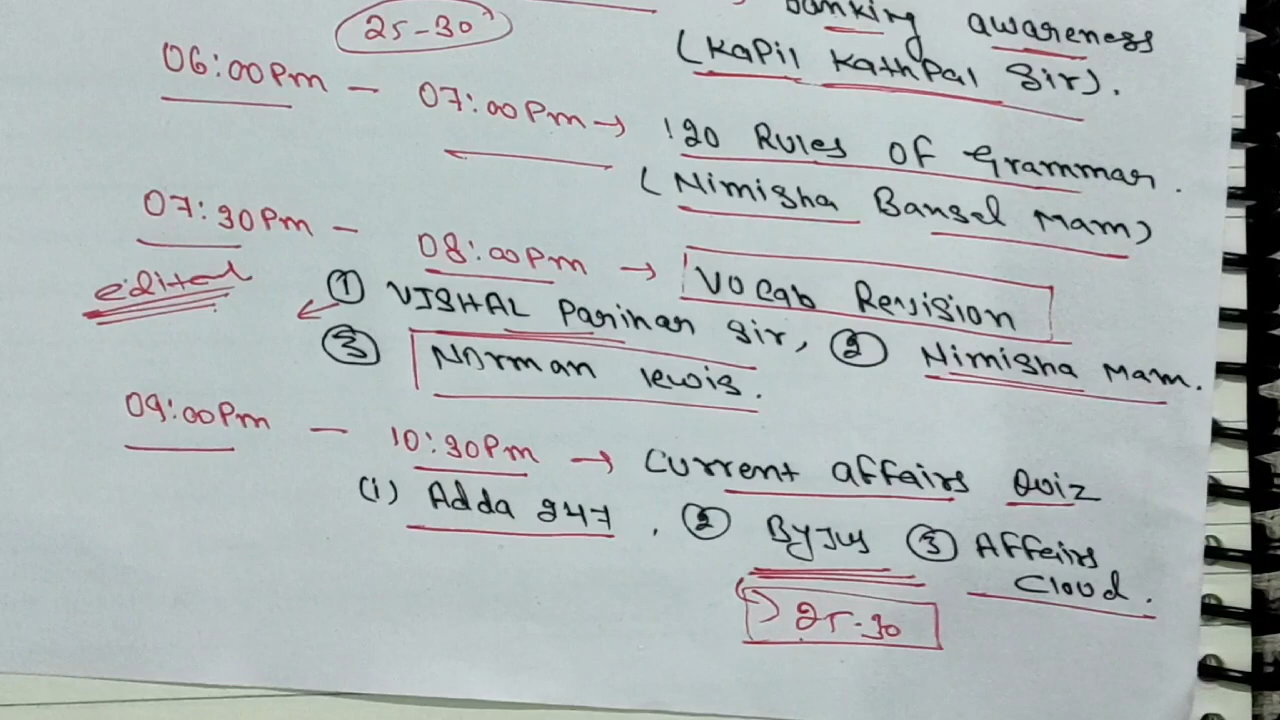 banking awareness
25-30
(Kapil Kathpal Sir).
06:00Pm - 07:00Pm → 120 Rules of Grammar.
(Nimisha Bansal Mam)
07:30Pm - 08:00Pm → Vocab Revision
edited
① VISHAL Parihar Sir, ② Nimisha Mam.
③ Norman lewis.
09:00Pm - 10:30Pm → Current affairs Quiz
(1) Adda 247, ② Byjus ③ Affairs
Cloud.
25-30